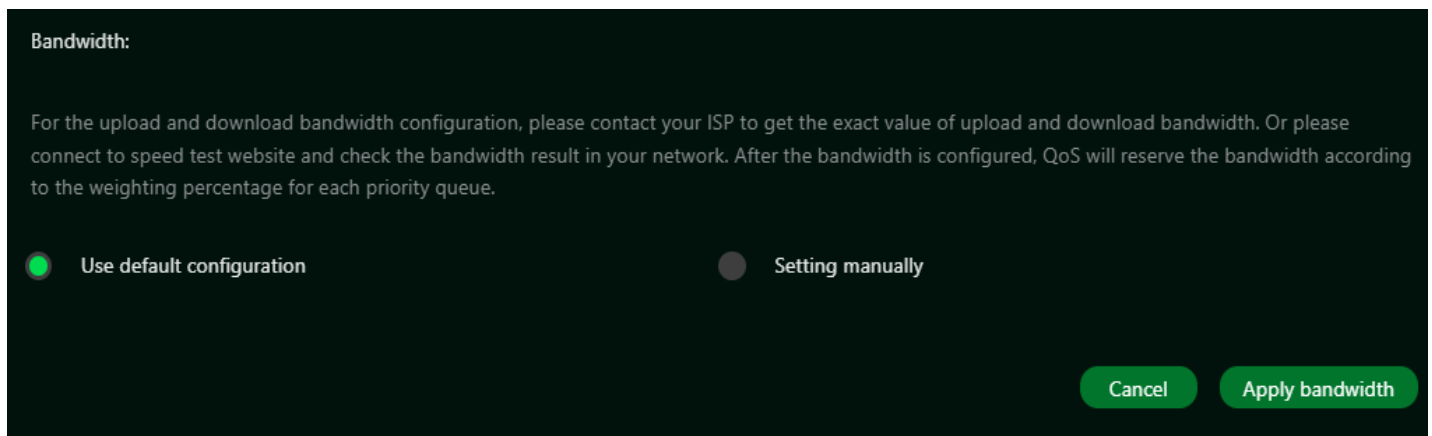 Bandwidth:
For the upload and download bandwidth configuration, please contact your ISP to get the exact value of upload and download bandwidth. Or please
connect to speed test website and check the bandwidth result in your network. After the bandwidth is configured, QoS will reserve the bandwidth according
to the weighting percentage for each priority queue.
Use default configuration Setting manually
Cancel Apply bandwidth